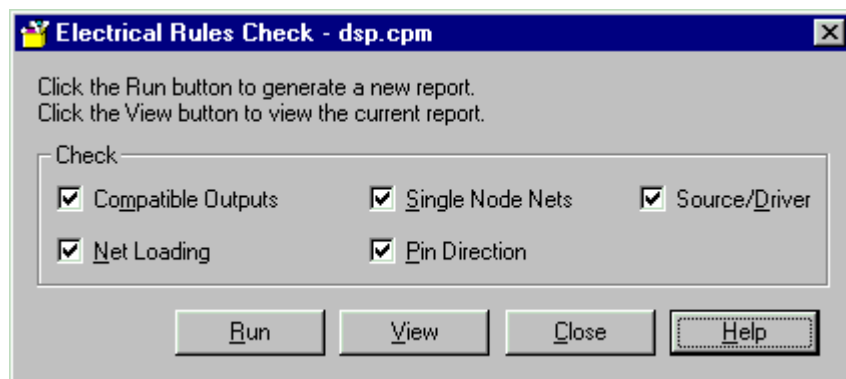 Electrical Rules Check - dsp.cpm
Click the Run button to generate a new report.
Click the View button to view the current report.
Check
Compatible Outputs Single Node Nets Source/Driver
Net Loading Pin Direction
Run View Close Help